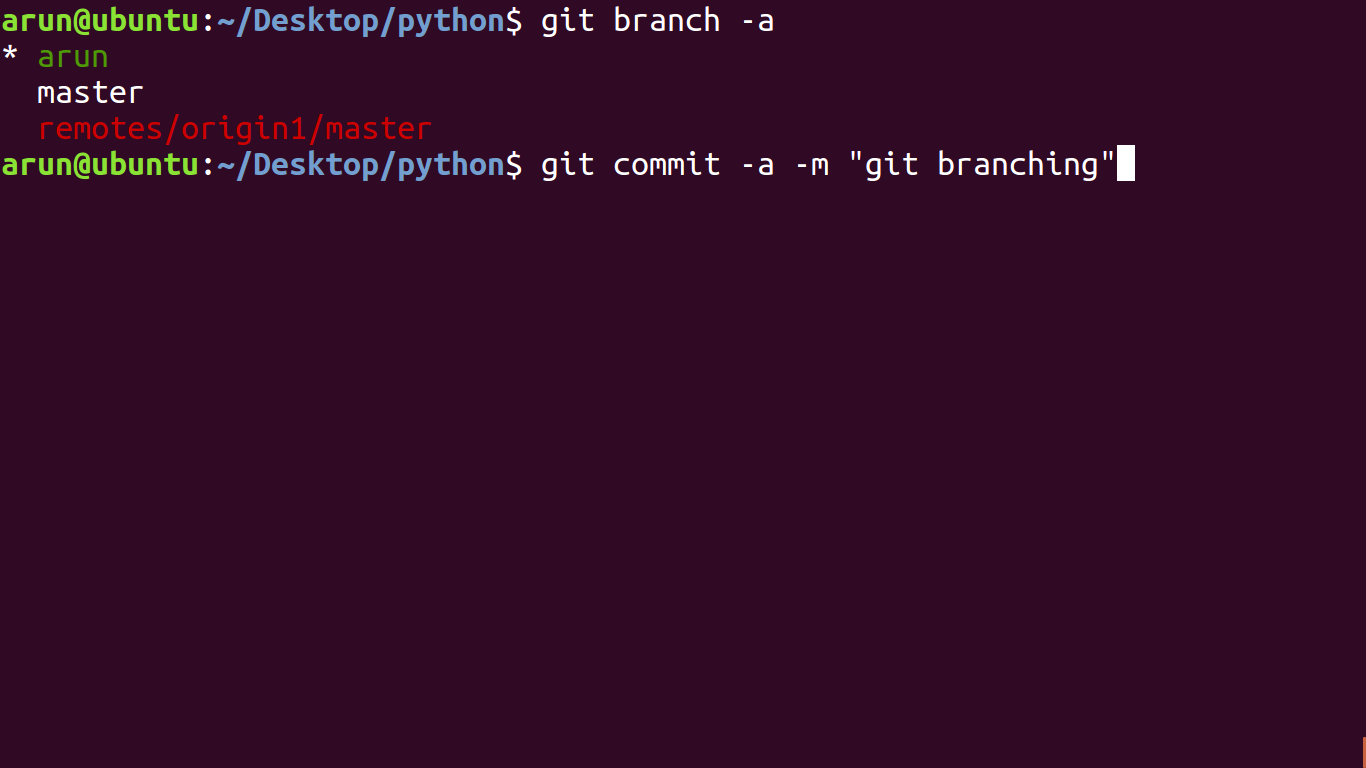 arun@ubuntu:~/Desktop/python$ git branch -a
* arun
  master
  remotes/origin1/master
arun@ubuntu:~/Desktop/python$ git commit -a -m "git branching"